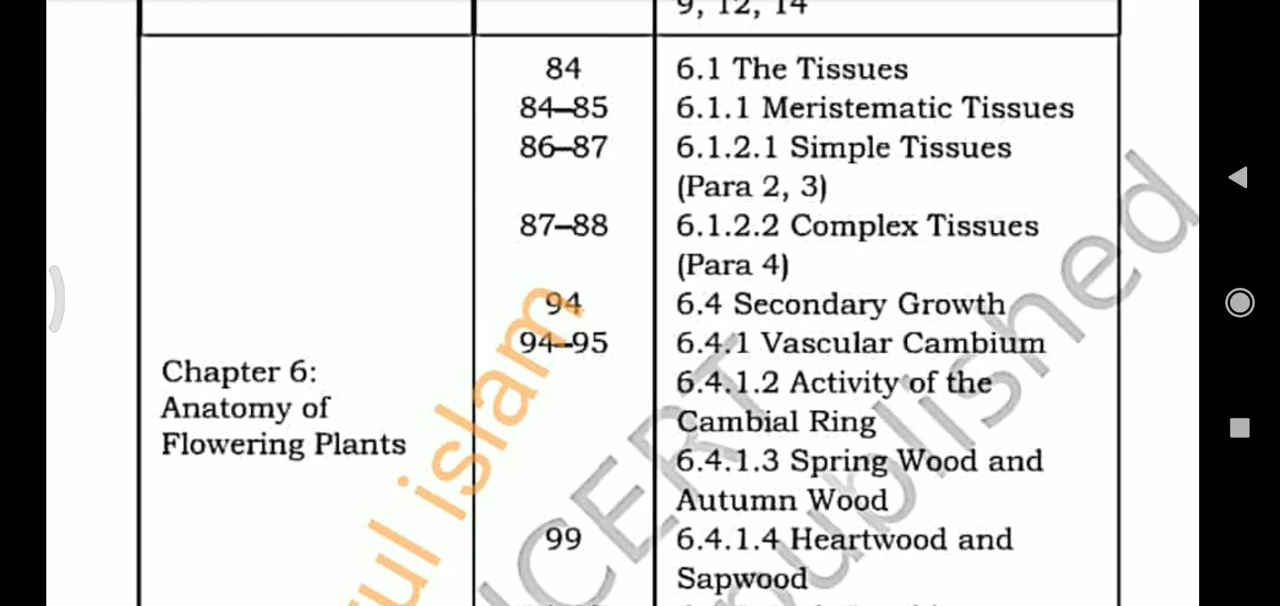 9, 12, 14
84 6.1 The Tissues
84–85 6.1.1 Meristematic Tissues
86–87 6.1.2.1 Simple Tissues
(Para 2, 3)
87–88 6.1.2.2 Complex Tissues
(Para 4)
94 6.4 Secondary Growth
94–95 6.4.1 Vascular Cambium
Chapter 6:
Anatomy of
Flowering Plants
6.4.1.2 Activity of the
Cambial Ring
6.4.1.3 Spring Wood and
Autumn Wood
99 6.4.1.4 Heartwood and
Sapwood
islam
NCERT